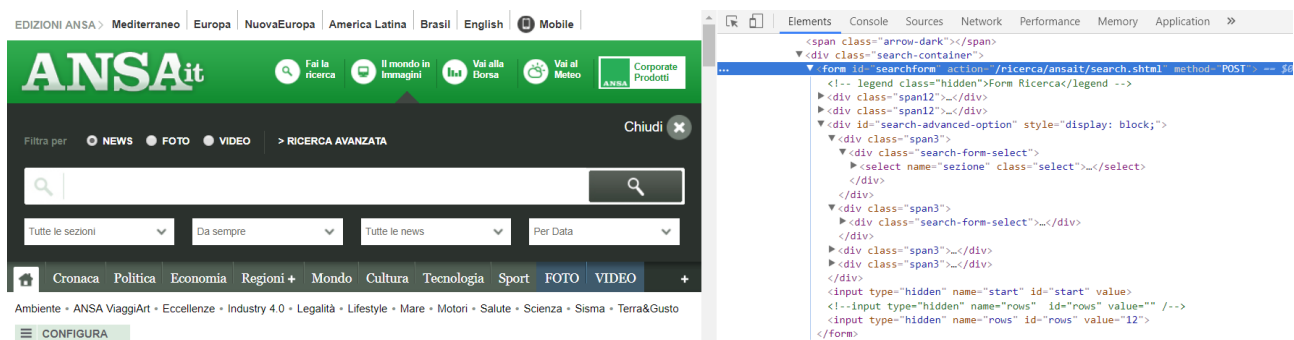 EDIZIONI ANSA > Mediterraneo Europa NuovaEuropa America Latina Brasil English Mobile
ANSAit
Fai la ricerca
Il mondo in Immagini
Vai alla Borsa
Vai al Meteo
ANSA Corporate Prodotti
Chiudi
Filtra per NEWS FOTO VIDEO > RICERCA AVANZATA
Tutte le sezioni Da sempre Tutte le news Per Data
Cronaca Politica Economia Regioni + Mondo Cultura Tecnologia Sport FOTO VIDEO +
Ambiente • ANSA ViaggiArt • Eccellenze • Industry 4.0 • Legalità • Lifestyle • Mare • Motori • Salute • Scienza • Sisma • Terra&Gusto
CONFIGURA
Elements Console Sources Network Performance Memory Application »
<span class="arrow-dark"></span>
▼<div class="search-container">
… ▼<form id="searchform" action="/ricerca/ansait/search.shtml" method="POST"> == $0
<!-- legend class="hidden">Form Ricerca</legend -->
▶<div class="span12">…</div>
▶<div class="span12">…</div>
▼<div id="search-advanced-option" style="display: block;">
▼<div class="span3">
▼<div class="search-form-select">
▶<select name="sezione" class="select">…</select>
</div>
</div>
▼<div class="span3">
▶<div class="search-form-select">…</div>
</div>
▶<div class="span3">…</div>
▶<div class="span3">…</div>
</div>
<input type="hidden" name="start" id="start" value>
<!--input type="hidden" name="rows"  id="rows" value="" /-->
<input type="hidden" name="rows" id="rows" value="12">
</form>